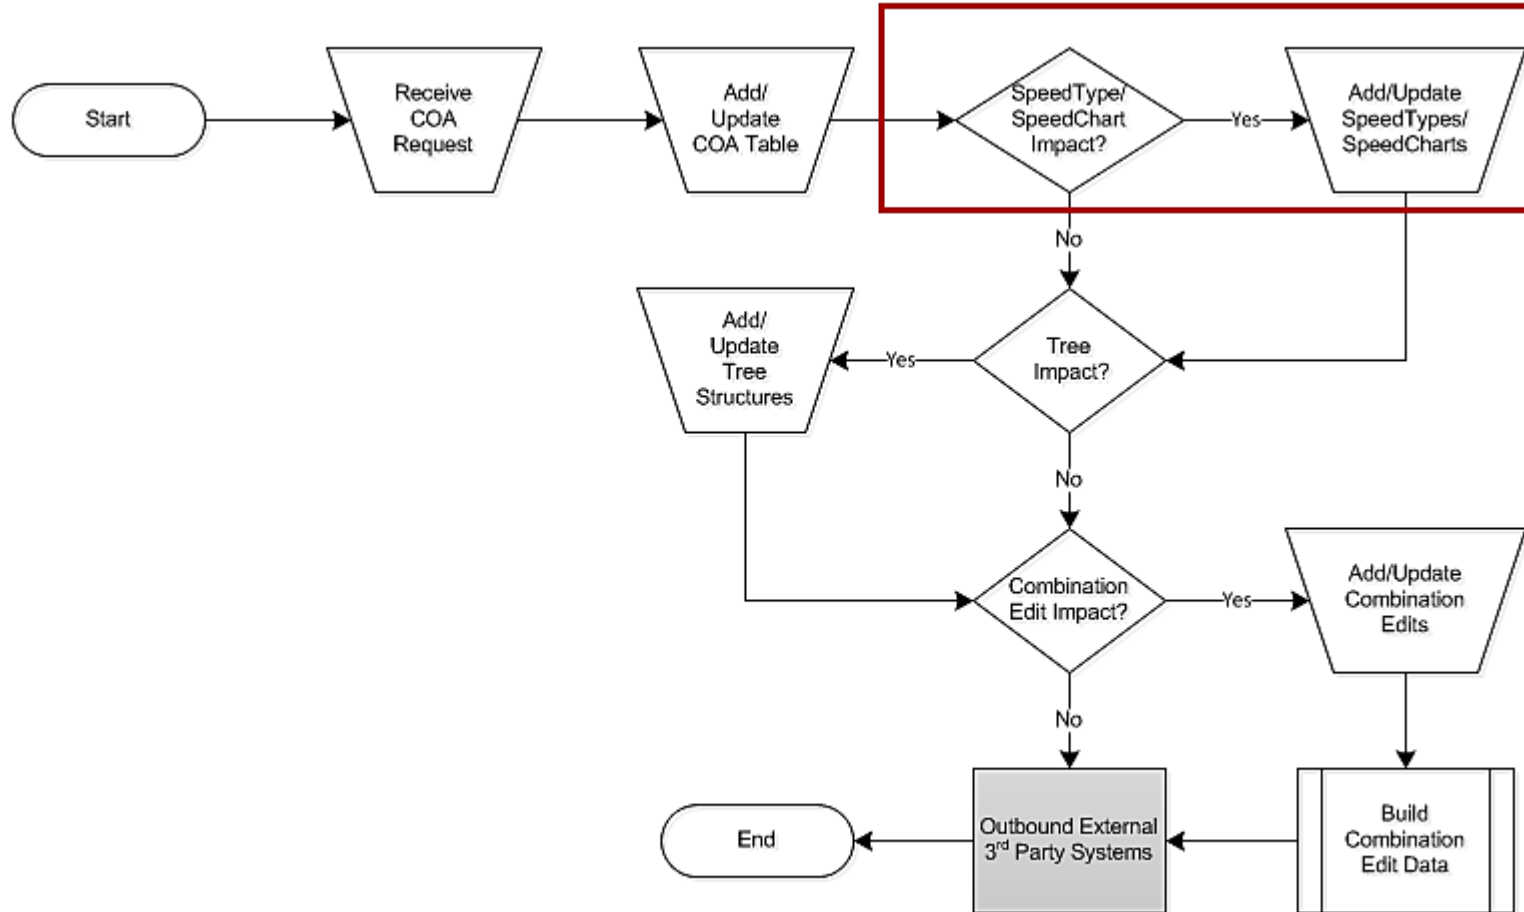 Start
Receive
COA
Request
Add/
Update
COA Table
SpeedType/
SpeedChart
Impact?
Yes
Add/Update
SpeedTypes/
SpeedCharts
No
Add/
Update
Tree
Structures
Yes
Tree
Impact?
No
Combination
Edit Impact?
Yes
Add/Update
Combination
Edits
No
End
Outbound External
3rd Party Systems
Build
Combination
Edit Data